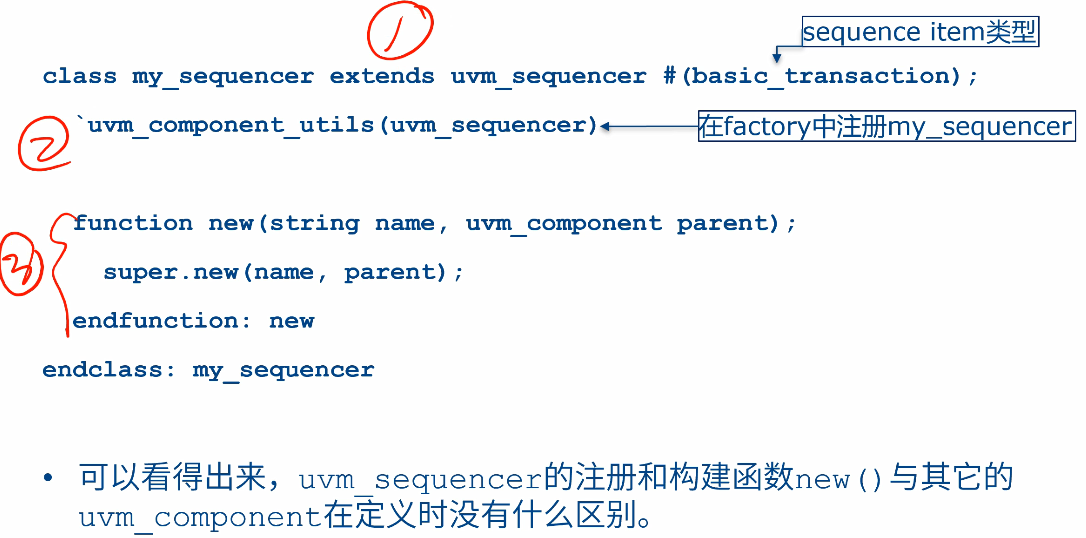 ①
sequence item类型
class my_sequencer extends uvm_sequencer #(basic_transaction);
②
`uvm_component_utils(uvm_sequencer)
在factory中注册my_sequencer
③
function new(string name, uvm_component parent);
super.new(name, parent);
endfunction: new
endclass: my_sequencer
• 可以看得出来，uvm_sequencer的注册和构建函数new()与其它的
uvm_component在定义时没有什么区别。